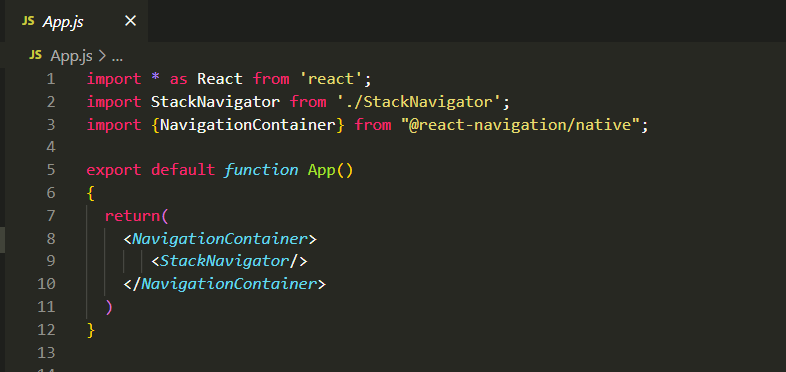 JS App.js ×
JS App.js > ...
1 import * as React from 'react';
2 import StackNavigator from './StackNavigator';
3 import {NavigationContainer} from "@react-navigation/native";
4
5 export default function App()
6 {
7 return(
8 <NavigationContainer>
9 <StackNavigator/>
10 </NavigationContainer>
11 )
12 }
13